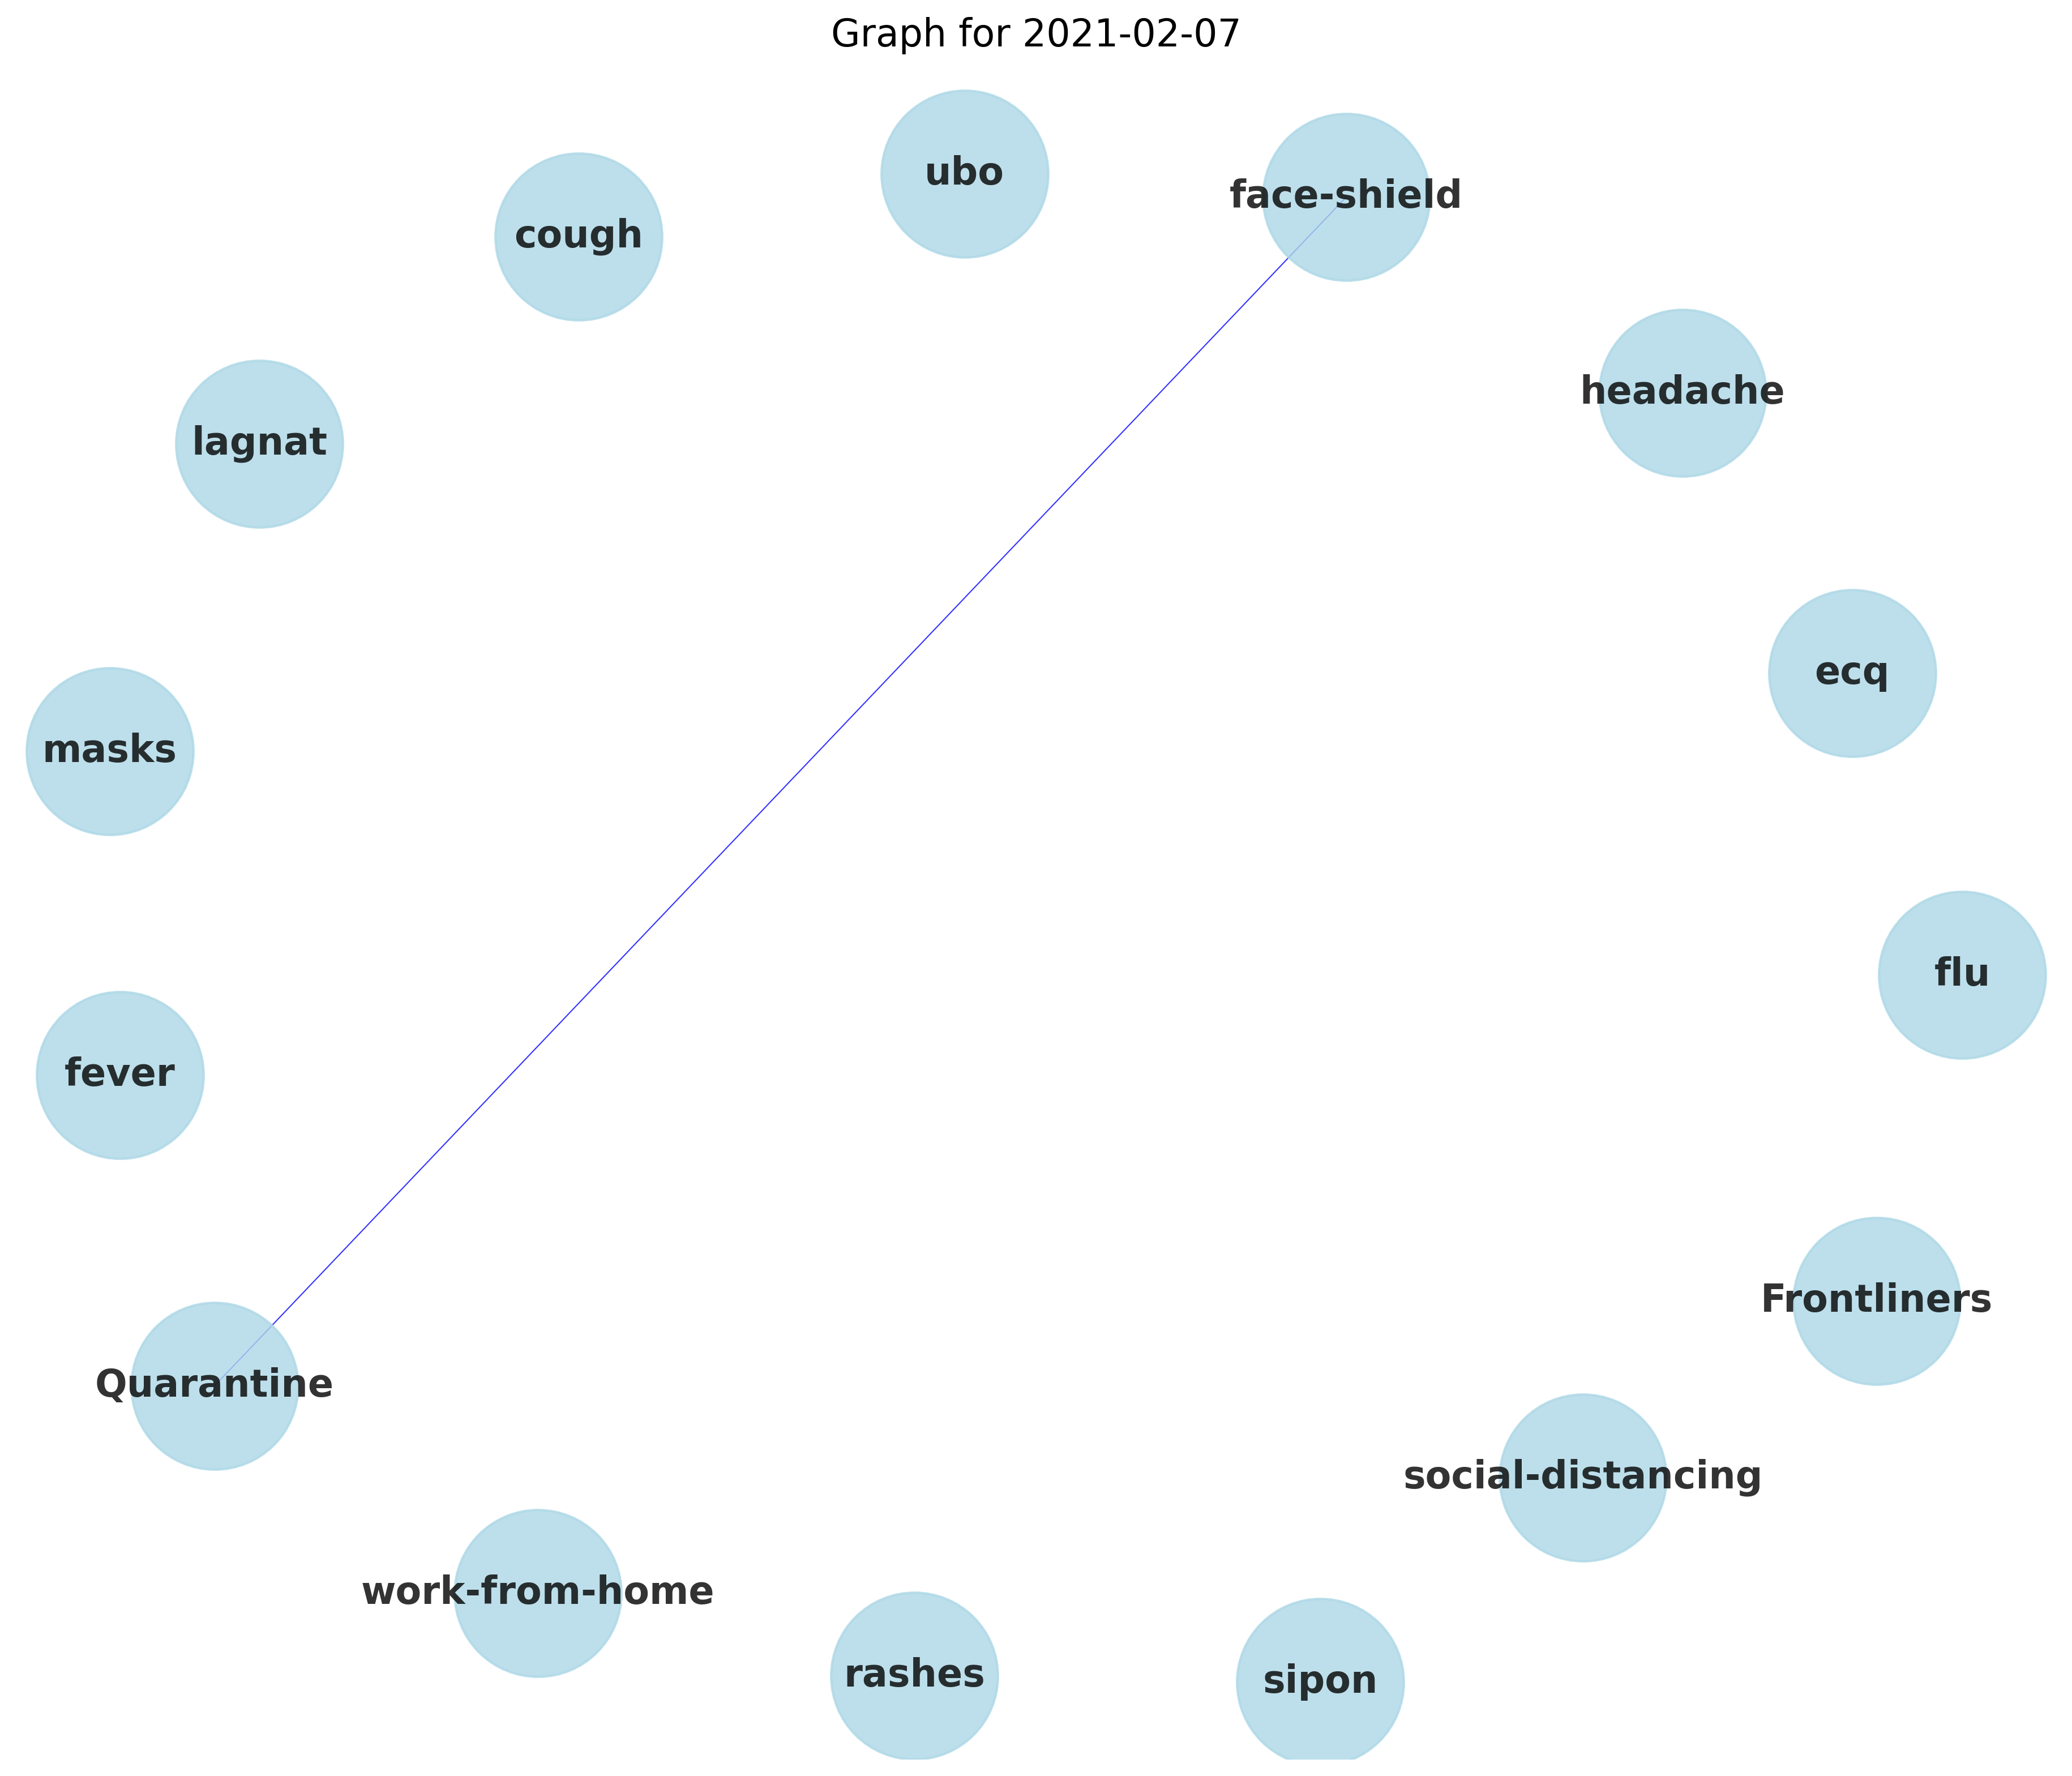 Graph for 2021-02-07
ubo
face-shield
cough
headache
lagnat
ecq
masks
flu
fever
Frontliners
Quarantine
social-distancing
work-from-home
rashes
sipon